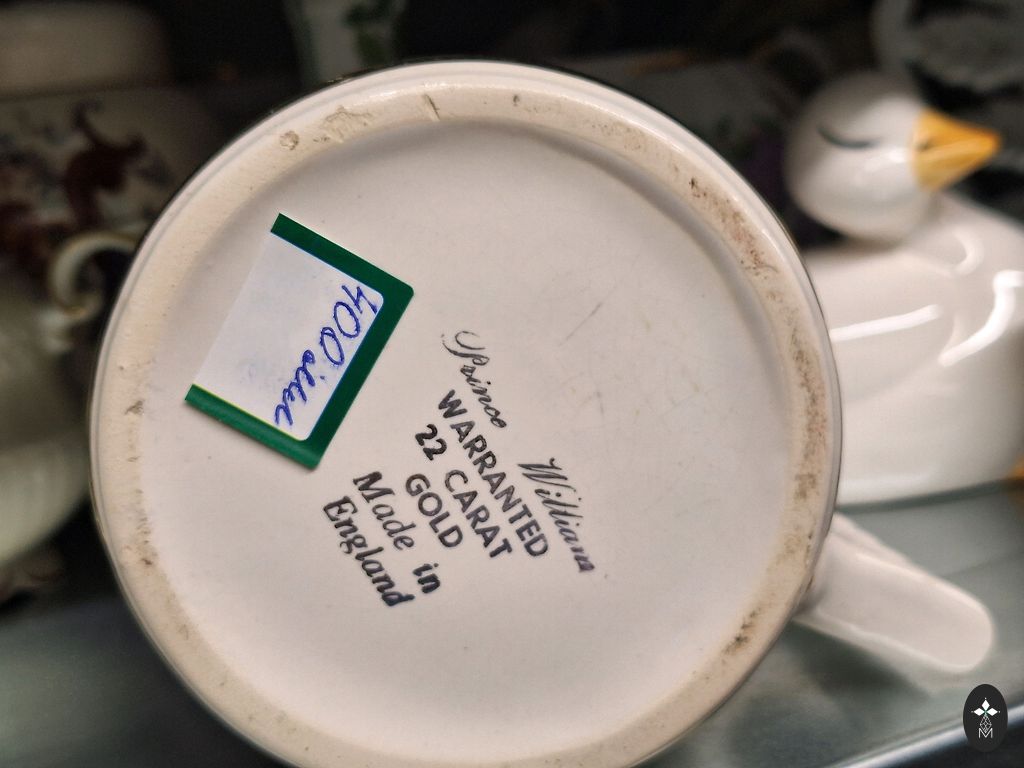 400
Prince William
WARRANTED
22 CARAT
GOLD
Made in
England
M